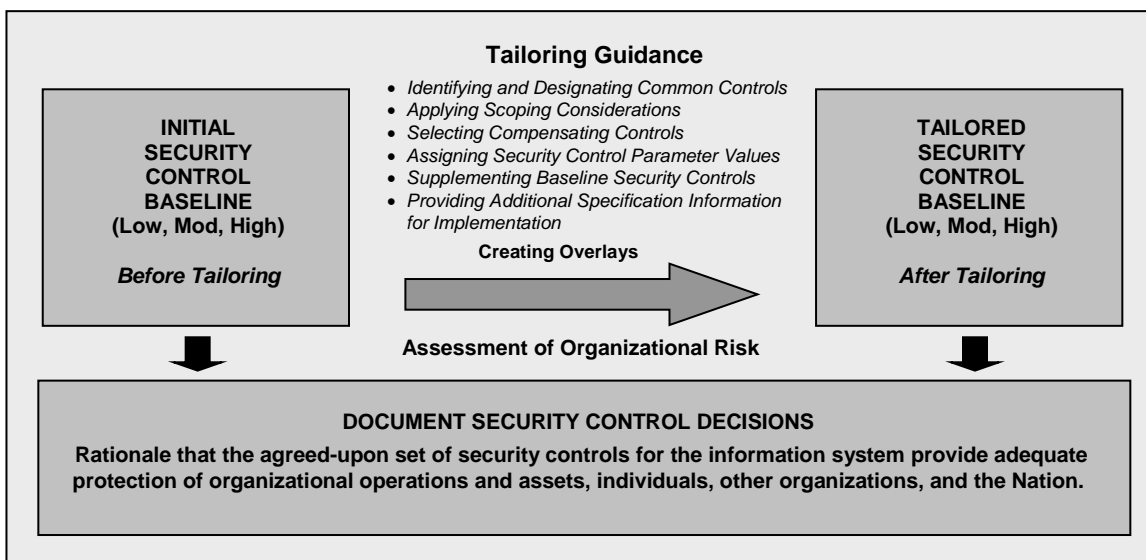 Tailoring Guidance
• Identifying and Designating Common Controls
• Applying Scoping Considerations
• Selecting Compensating Controls
• Assigning Security Control Parameter Values
• Supplementing Baseline Security Controls
• Providing Additional Specification Information
for Implementation
INITIAL
SECURITY
CONTROL
BASELINE
(Low, Mod, High)
Before Tailoring
Creating Overlays
Assessment of Organizational Risk
TAILORED
SECURITY
CONTROL
BASELINE
(Low, Mod, High)
After Tailoring
DOCUMENT SECURITY CONTROL DECISIONS
Rationale that the agreed-upon set of security controls for the information system provide adequate
protection of organizational operations and assets, individuals, other organizations, and the Nation.